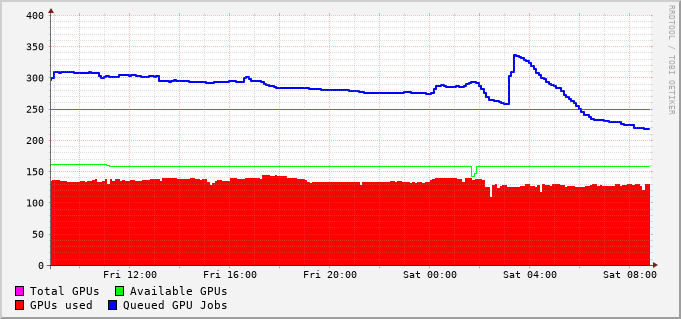 RRDTOOL / TOBI OETIKER
400
350
300
250
200
150
100
50
0
Fri 12:00 Fri 16:00 Fri 20:00 Sat 00:00 Sat 04:00 Sat 08:00
Total GPUs Available GPUs
GPUs used Queued GPU Jobs